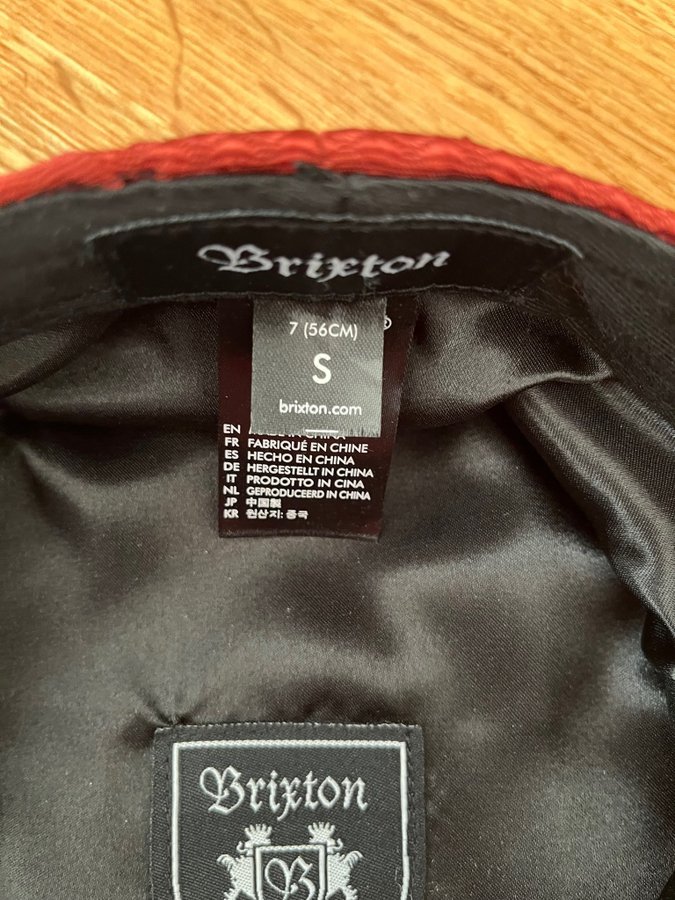 Brixton
7 (56CM)
S
brixton.com
®
EN
FR FABRIQUÉ EN CHINE
ES HECHO EN CHINA
DE HERGESTELLT IN CHINA
IT PRODOTTO IN CINA
NL GEPRODUCEERD IN CHINA
JP 中国製
KR 원산지: 중국
Brixton
B